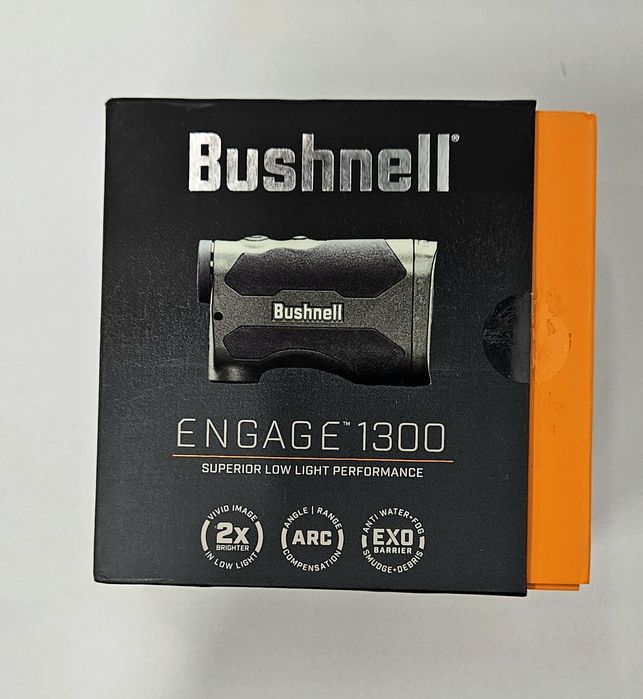 Bushnell®
Bushnell
ENGAGE™ 1300
SUPERIOR LOW LIGHT PERFORMANCE
VIVID IMAGE
2x
BRIGHTER
IN LOW LIGHT
ANGLE | RANGE
ARC
COMPENSATION
ANTI WATER+FOG
EXO
BARRIER
SMUDGE+DEBRIS